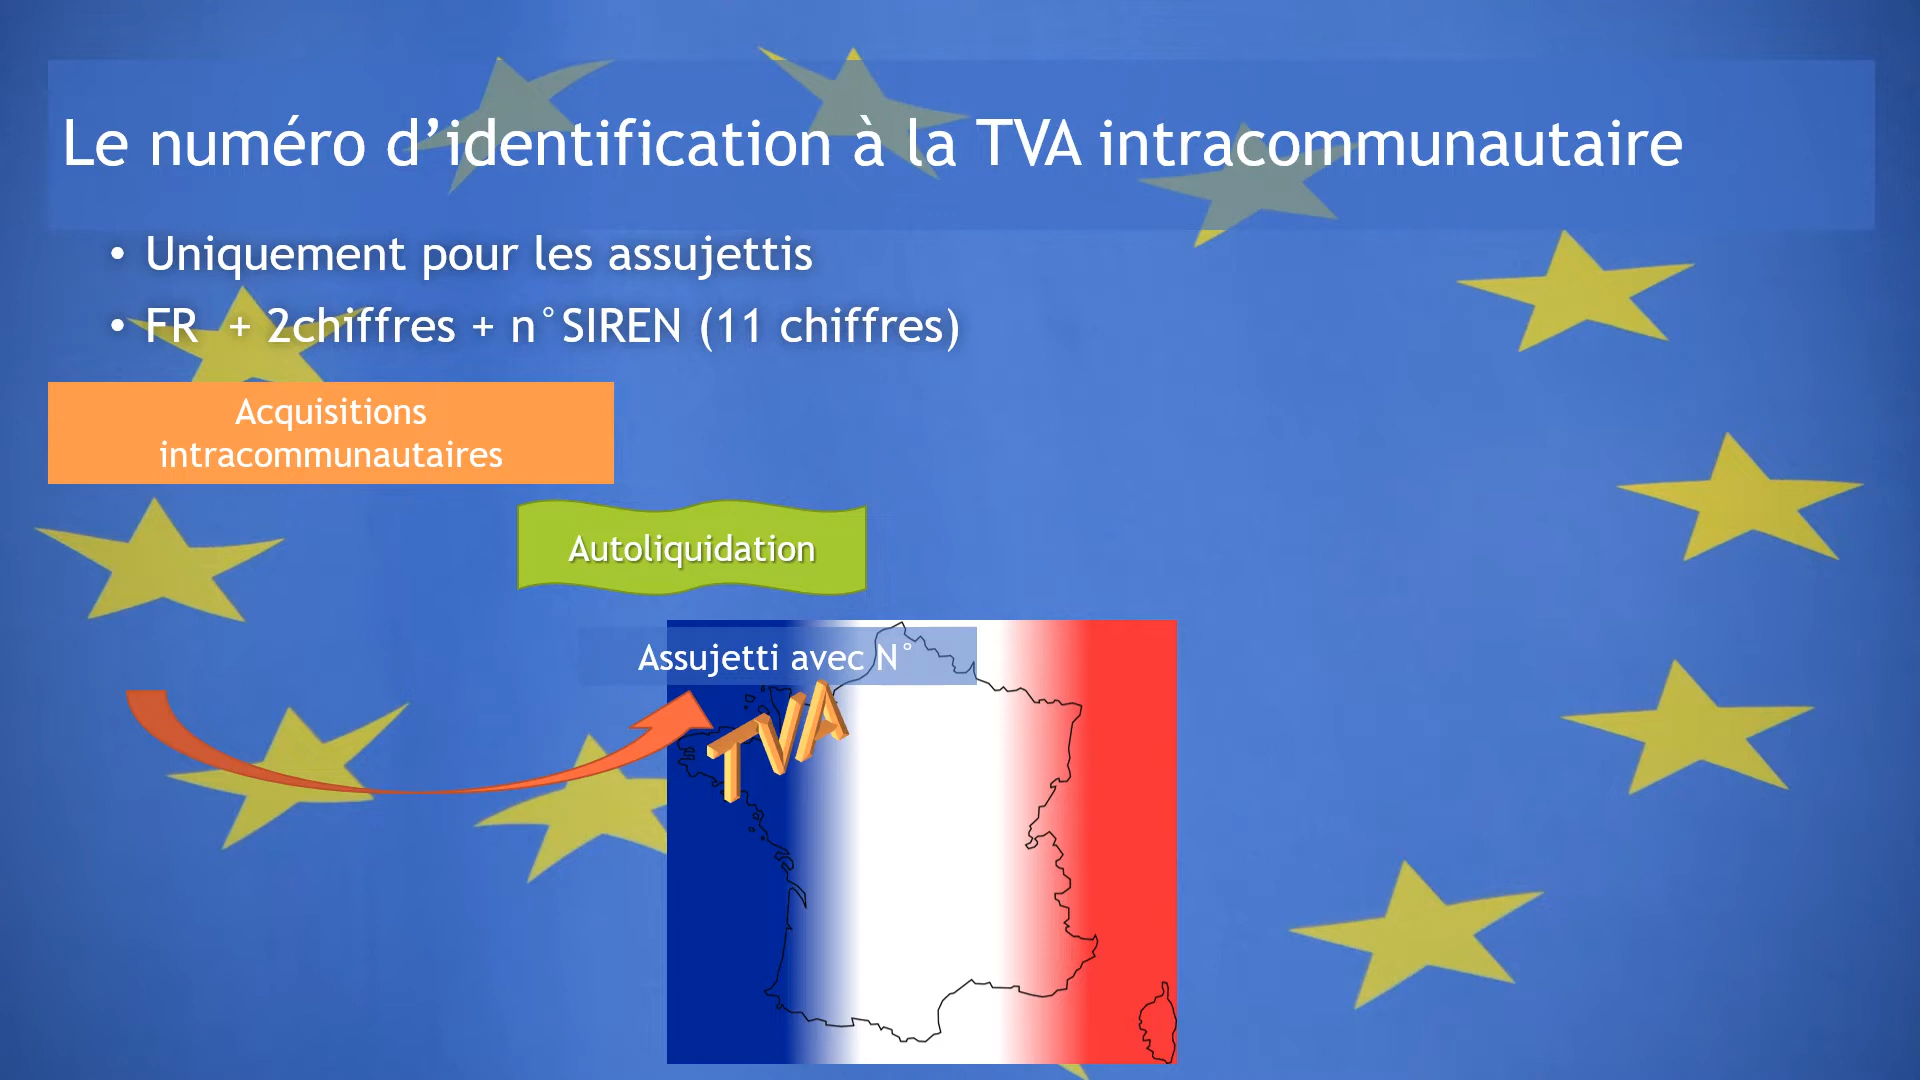 Le numéro d’identification à la TVA intracommunautaire
• Uniquement pour les assujettis
• FR + 2chiffres + n°SIREN (11 chiffres)
Acquisitions
intracommunautaires
Autoliquidation
Assujetti avec N°
TVA